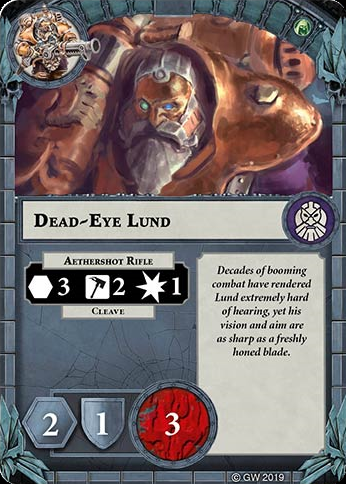 Dead-Eye Lund
Aethershot Rifle
3 2 1
Cleave
Decades of booming
combat have rendered
Lund extremely hard
of hearing, yet his
vision and aim are
as sharp as a freshly
honed blade.
2 1 3
© GW 2019